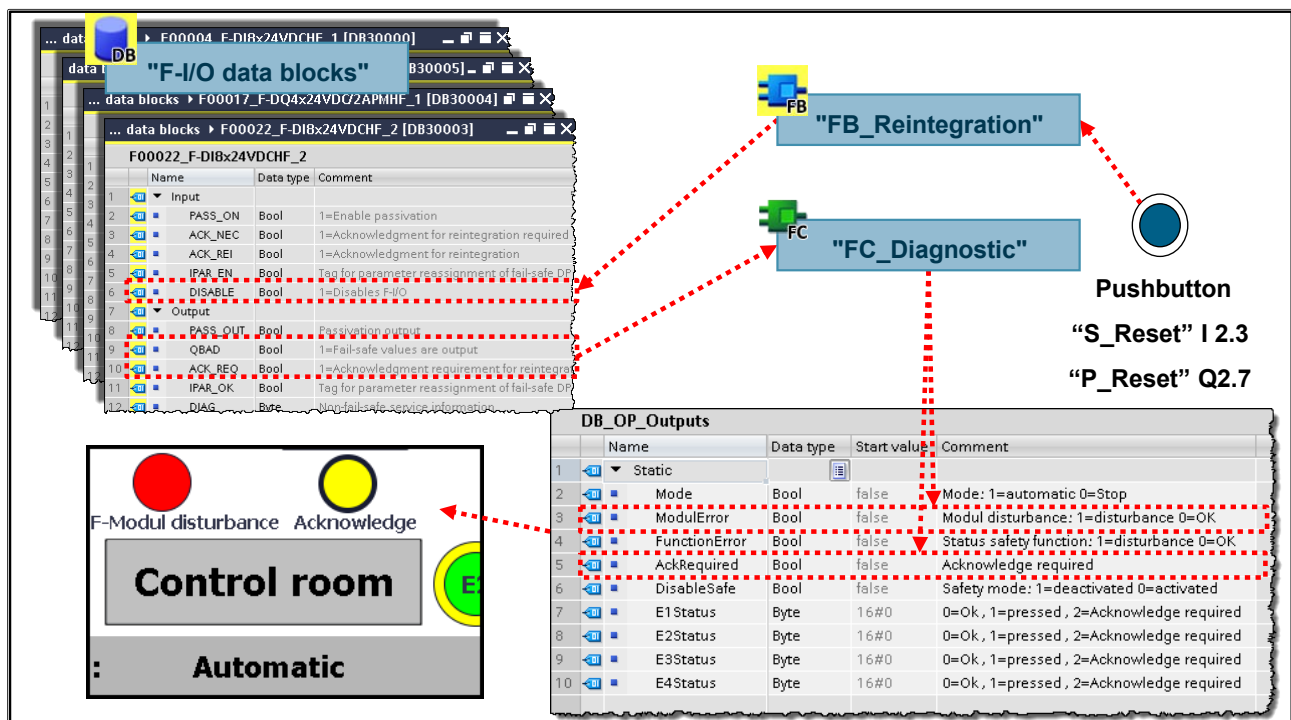 ... dat
F00004_F-DI8x24VDCHF_1 [DB30000]
DB
"F-I/O data blocks"
data
B30005]
... data blocks ▸ F00017_F-DQ4x24VDC/2APMHF_1 [DB30004]
... data blocks ▸ F00022_F-DI8x24VDCHF_2 [DB30003]
F00022_F-DI8x24VDCHF_2
Name Data type Comment
1 Input
2 PASS_ON Bool 1=Enable passivation
3 ACK_NEC Bool 1=Acknowledgment for reintegration required
4 ACK_REI Bool 1=Acknowledgment for reintegration
5 IPAR_EN Bool Tag for parameter reassignment of fail-safe DP
6 DISABLE Bool 1=Disables F-I/O
7 Output
8 PASS_OUT Bool Passivation output
9 QBAD Bool 1=Fail-safe values are output
10 ACK_REQ Bool 1=Acknowledgment requirement for reintegra
11 IPAR_OK Bool Tag for parameter reassignment of fail-safe DP
12 DIAG Byte Non-fail-safe service information
FB
"FB_Reintegration"
FC
"FC_Diagnostic"
Pushbutton
“S_Reset” I 2.3
“P_Reset” Q2.7
DB_OP_Outputs
Name Data type Start value Comment
1 Static
2 Mode Bool false Mode: 1=automatic 0=Stop
3 ModulError Bool false Modul disturbance: 1=disturbance 0=OK
4 FunctionError Bool false Status safety function: 1=disturbance 0=OK
5 AckRequired Bool false Acknowledge required
6 DisableSafe Bool false Safety mode: 1=deactivated 0=activated
7 E1Status Byte 16#0 0=Ok , 1=pressed , 2=Acknowledge required
8 E2Status Byte 16#0 0=Ok , 1=pressed , 2=Acknowledge required
9 E3Status Byte 16#0 0=Ok , 1=pressed , 2=Acknowledge required
10 E4Status Byte 16#0 0=Ok , 1=pressed , 2=Acknowledge required
F-Modul disturbance Acknowledge
Control room
E2
: Automatic